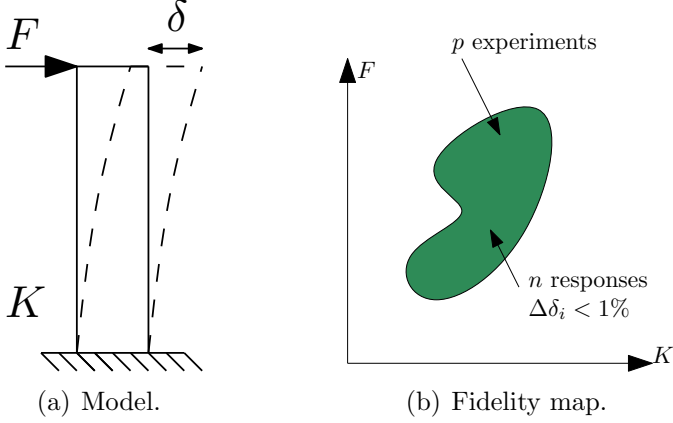 δ
F
K
(a) Model.
p experiments
F
n responses
Δδᵢ < 1%
K
(b) Fidelity map.